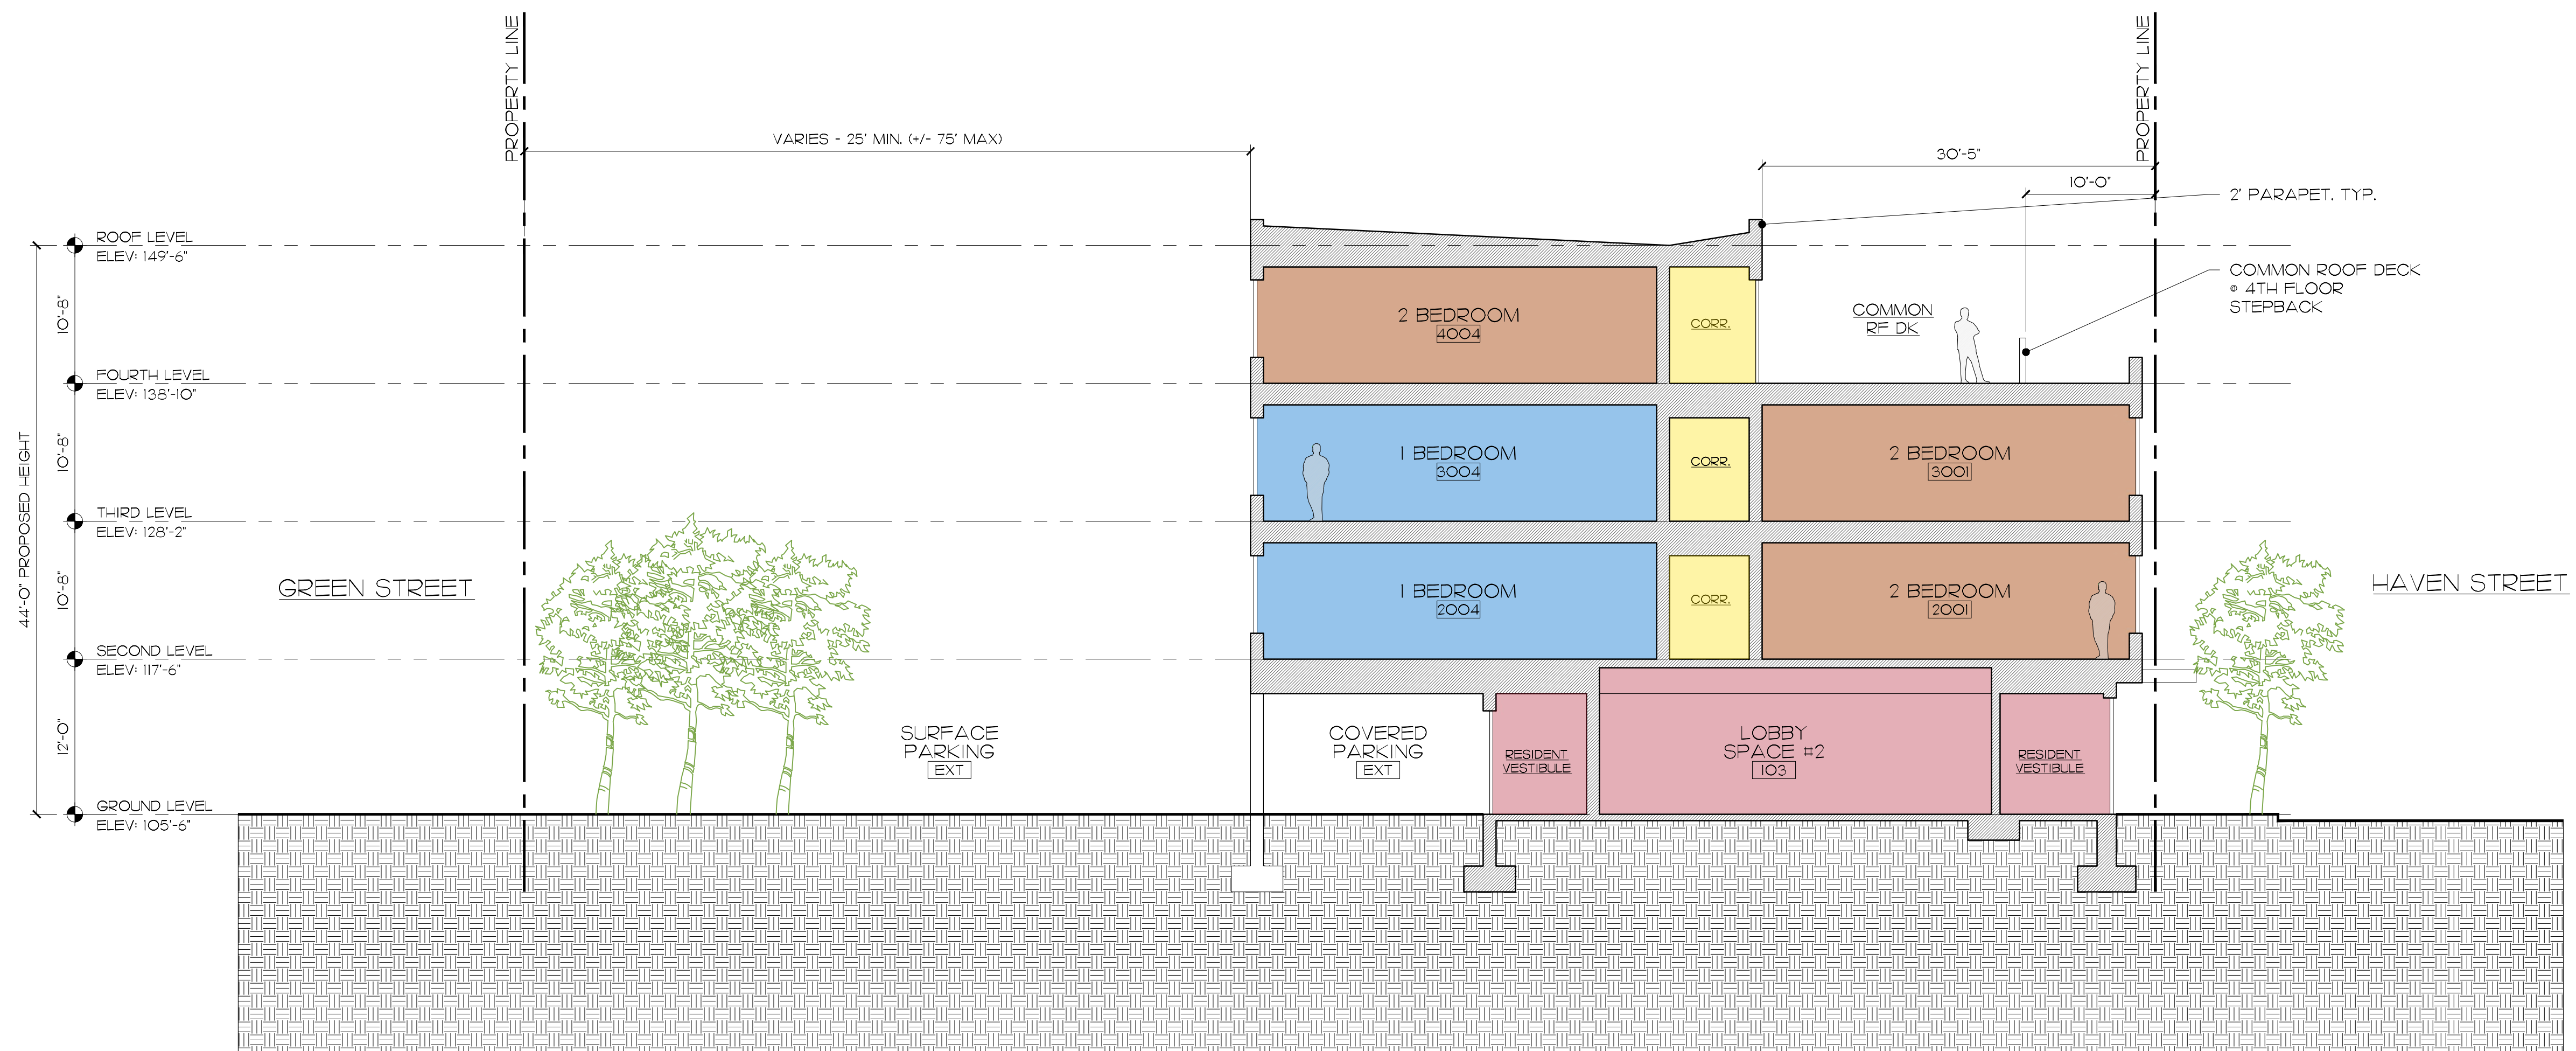 PROPERTY LINE
PROPERTY LINE
VARIES - 25' MIN. (+/- 75' MAX)
30'-5"
10'-0"
2' PARAPET. TYP.
ROOF LEVEL
ELEV: 149'-6"
COMMON ROOF DECK
@ 4TH FLOOR
STEPBACK
10'-8"
2 BEDROOM
4004
CORR.
COMMON
RF DK
FOURTH LEVEL
ELEV: 138'-10"
44'-0" PROPOSED HEIGHT
10'-8"
1 BEDROOM
3004
CORR.
2 BEDROOM
3001
THIRD LEVEL
ELEV: 128'-2"
GREEN STREET
10'-8"
1 BEDROOM
2004
CORR.
2 BEDROOM
2001
HAVEN STREET
SECOND LEVEL
ELEV: 117'-6"
12'-0"
SURFACE
PARKING
EXT
COVERED
PARKING
EXT
RESIDENT
VESTIBULE
LOBBY
SPACE #2
103
RESIDENT
VESTIBULE
GROUND LEVEL
ELEV: 105'-6"